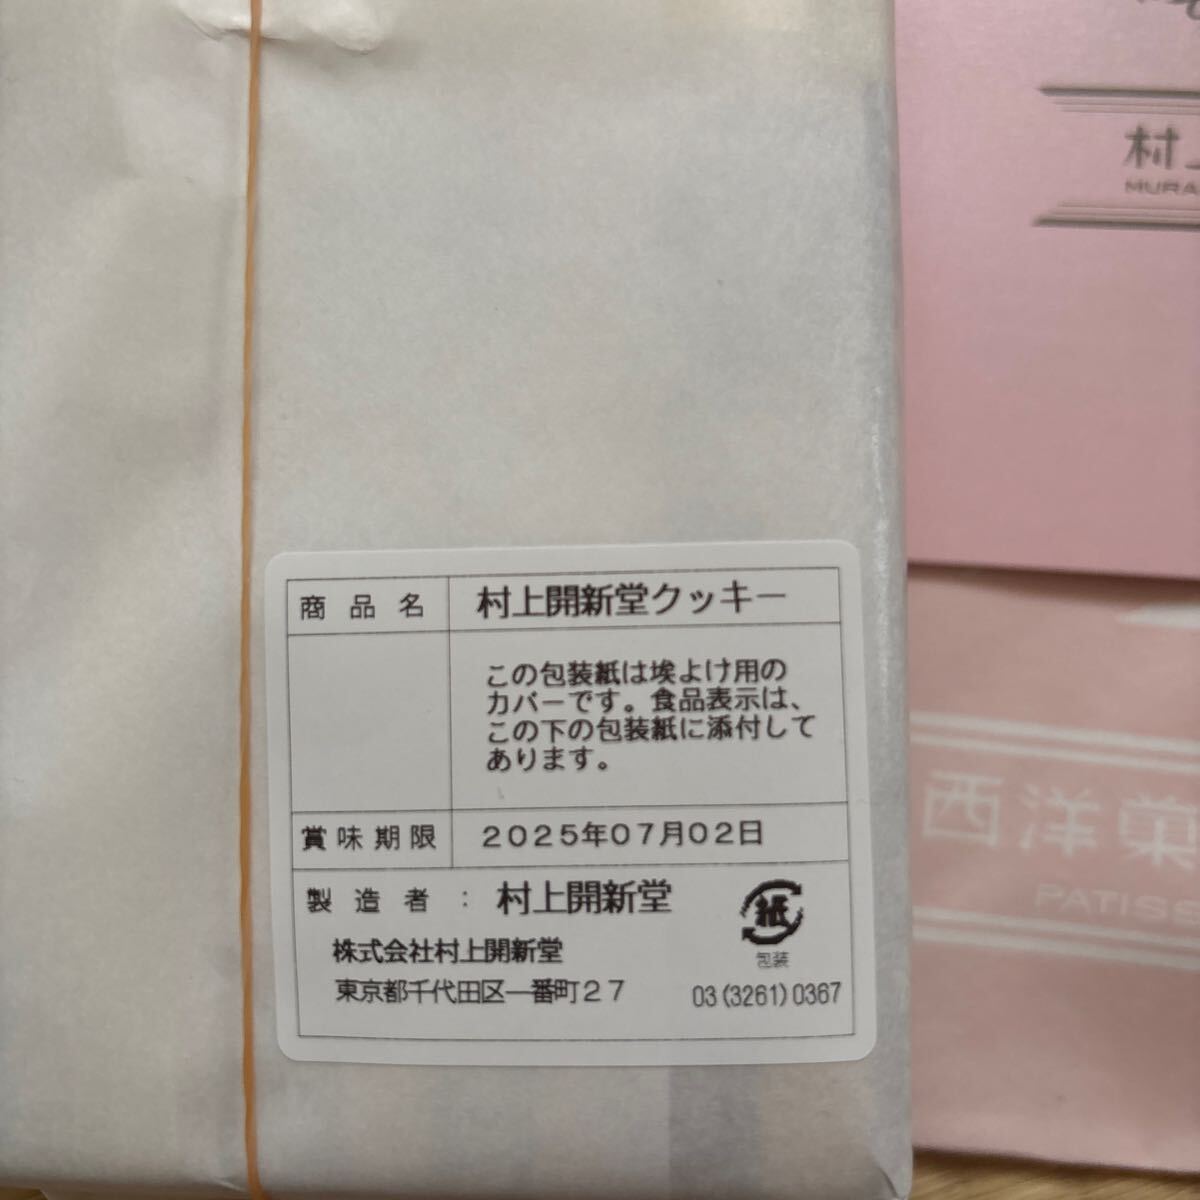 村上
MURA
商品名 村上開新堂クッキー
この包装紙は埃よけ用の
カバーです。食品表示は、
この下の包装紙に添付して
あります。
賞味期限 2025年07月02日
製造者： 村上開新堂
紙
包装
株式会社村上開新堂
東京都千代田区一番町27 03(3261)0367
西洋菓
PATISS